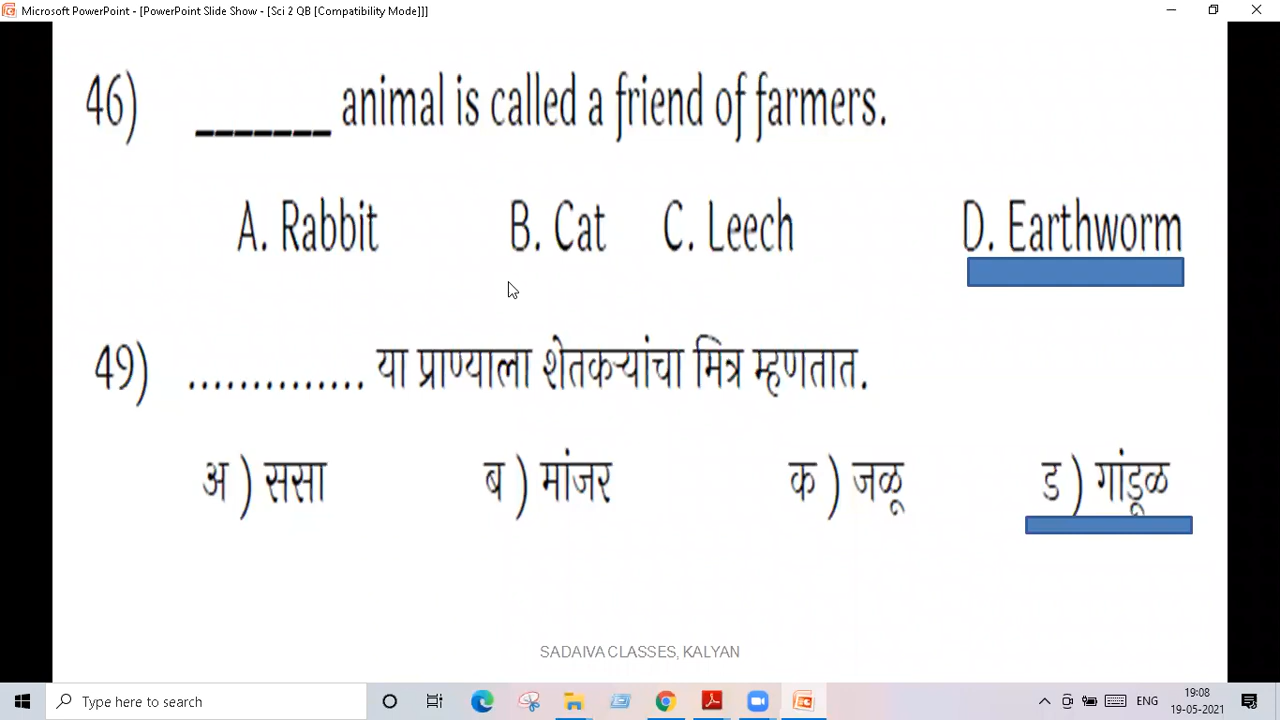 Microsoft PowerPoint - [PowerPoint Slide Show - [Sci 2 QB [Compatibility Mode]]]
46) _______ animal is called a friend of farmers.
A. Rabbit B. Cat C. Leech D. Earthworm
49) .............. या प्राण्याला शेतकऱ्यांचा मित्र म्हणतात.
अ ) ससा ब ) मांजर क ) जळू ड ) गांडूळ
SADAIVA CLASSES, KALYAN
Type here to search ENG 19:08
19-05-2021